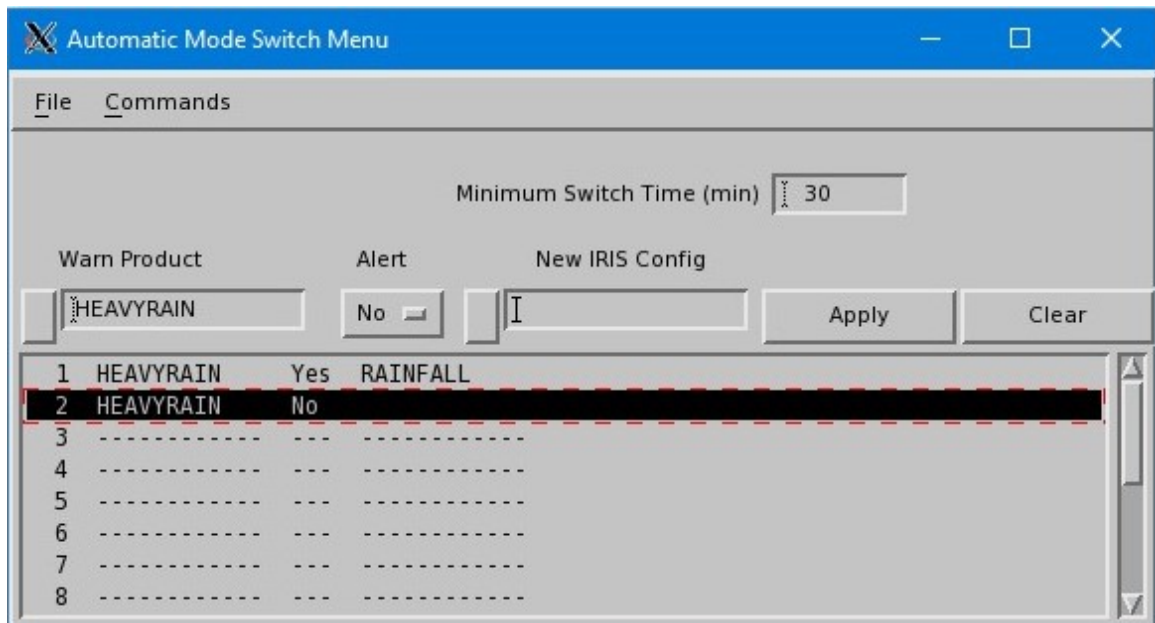 Automatic Mode Switch Menu
File Commands
Minimum Switch Time (min) 30
Warn Product Alert New IRIS Config
HEAVYRAIN No Apply Clear
1 HEAVYRAIN Yes RAINFALL
2 HEAVYRAIN No
3 ------------ --- ------------
4 ------------ --- ------------
5 ------------ --- ------------
6 ------------ --- ------------
7 ------------ --- ------------
8 ------------ --- ------------